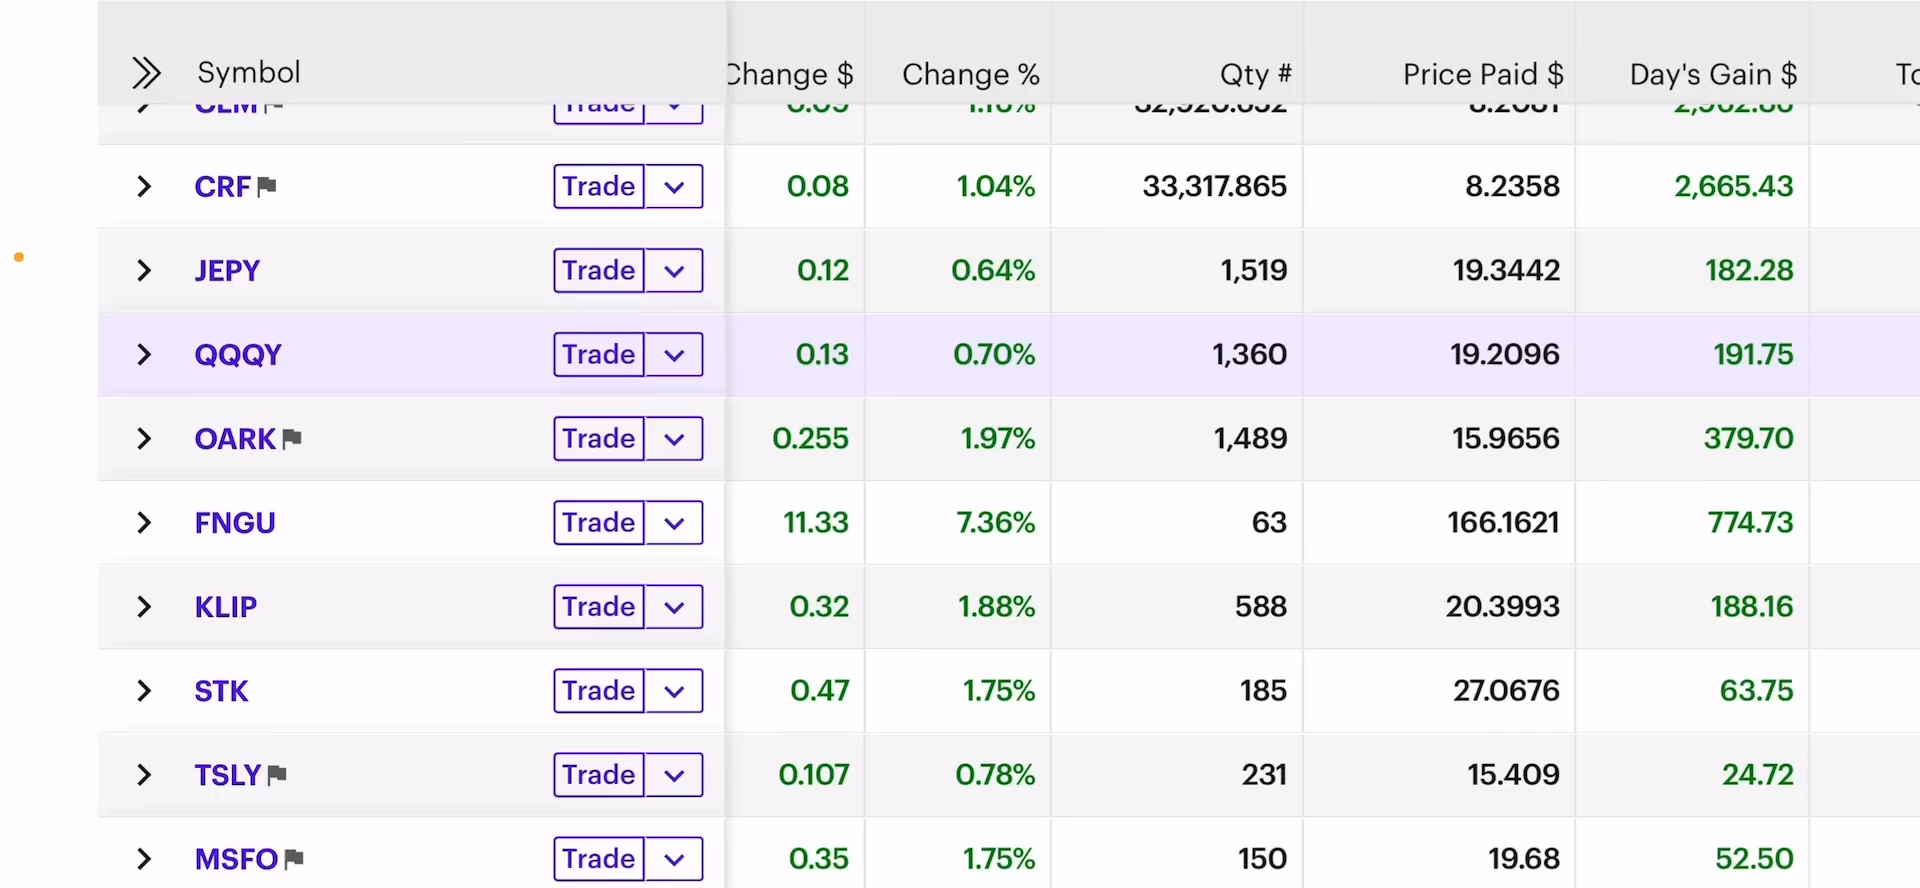 Symbol Change $ Change % Qty # Price Paid $ Day's Gain $
CLM Trade
CRF Trade 0.08 1.04% 33,317.865 8.2358 2,665.43
JEPY Trade 0.12 0.64% 1,519 19.3442 182.28
QQQY Trade 0.13 0.70% 1,360 19.2096 191.75
OARK Trade 0.255 1.97% 1,489 15.9656 379.70
FNGU Trade 11.33 7.36% 63 166.1621 774.73
KLIP Trade 0.32 1.88% 588 20.3993 188.16
STK Trade 0.47 1.75% 185 27.0676 63.75
TSLY Trade 0.107 0.78% 231 15.409 24.72
MSFO Trade 0.35 1.75% 150 19.68 52.50